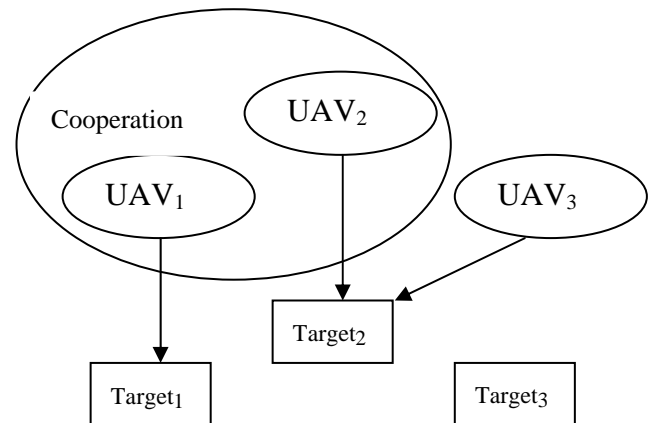 UAV₂
Cooperation
UAV₁
UAV₃
Target₂
Target₁
Target₃